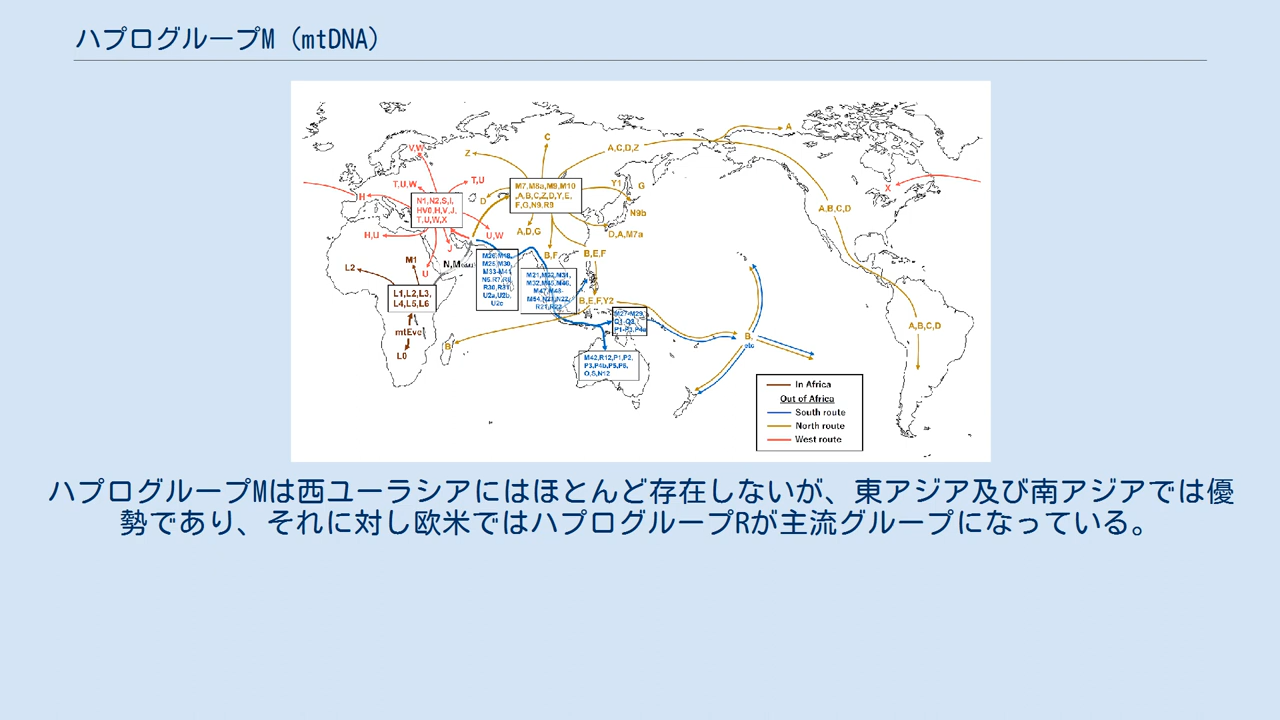 ハプログループM（mtDNA）
A
C
Z
A,C,D,Z
V,W
T,U,W
T,U
H
N1,N2,S,I,
HV0,H,V,J,
T,U,W,X
D
M7,M8a,M9,M10
,A,B,C,Z,D,Y,E,
F,G,N9,R9
Y1
G
N9b
X
A,B,C,D
H,U
J
U,W
A,D,G
D,A,M7a
L2
M1
U
N,M
B,F
B,E,F
L1,L2,L3,
L4,L5,L6
mtEve
L0
B
B,E,F,Y2
B,
etc
A,B,C,D
M42,R12,P1,P2,
P3,P4b,P5,P6,
O,S,N12
In Africa
Out of Africa
South route
North route
West route
ハプログループMは西ユーラシアにはほとんど存在しないが、東アジア及び南アジアでは優
勢であり、それに対し欧米ではハプログループRが主流グループになっている。